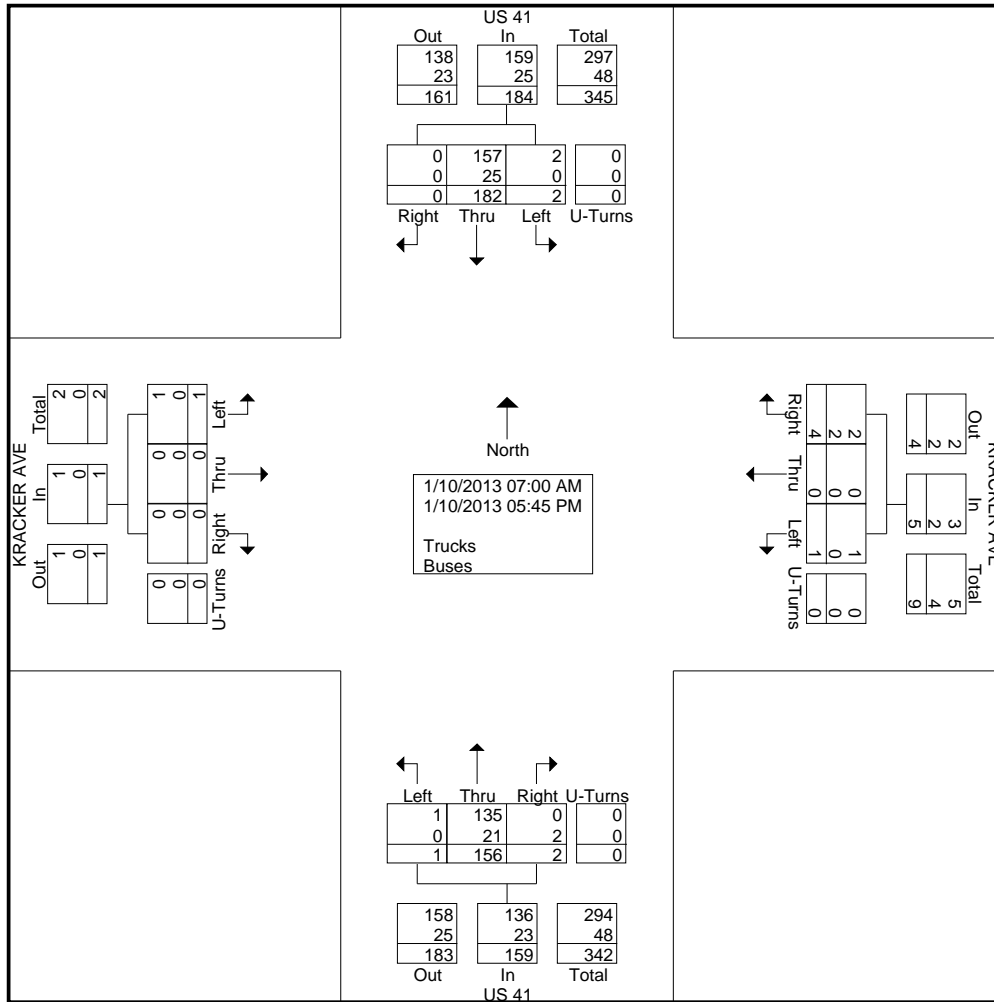 US 41
Out In Total
138 159 297
23 25 48
161 184 345
0 157 2 0
0 25 0 0
0 182 2 0
Right Thru Left U-Turns
KRACKER AVE
Total In Out
2 1 1
0 0 0
2 1 1
Left Thru Right U-Turns
1 0 0 0
0 0 0 0
1 0 0 0
North
1/10/2013 07:00 AM
1/10/2013 05:45 PM
Trucks
Buses
Right Thru Left U-Turns
2 0 1 0
2 0 0 0
4 0 1 0
KRACKER AVE
Out In Total
2 3 5
2 2 4
4 5 9
Left Thru Right U-Turns
1 135 0 0
0 21 2 0
1 156 2 0
158 136 294
25 23 48
183 159 342
Out In Total
US 41